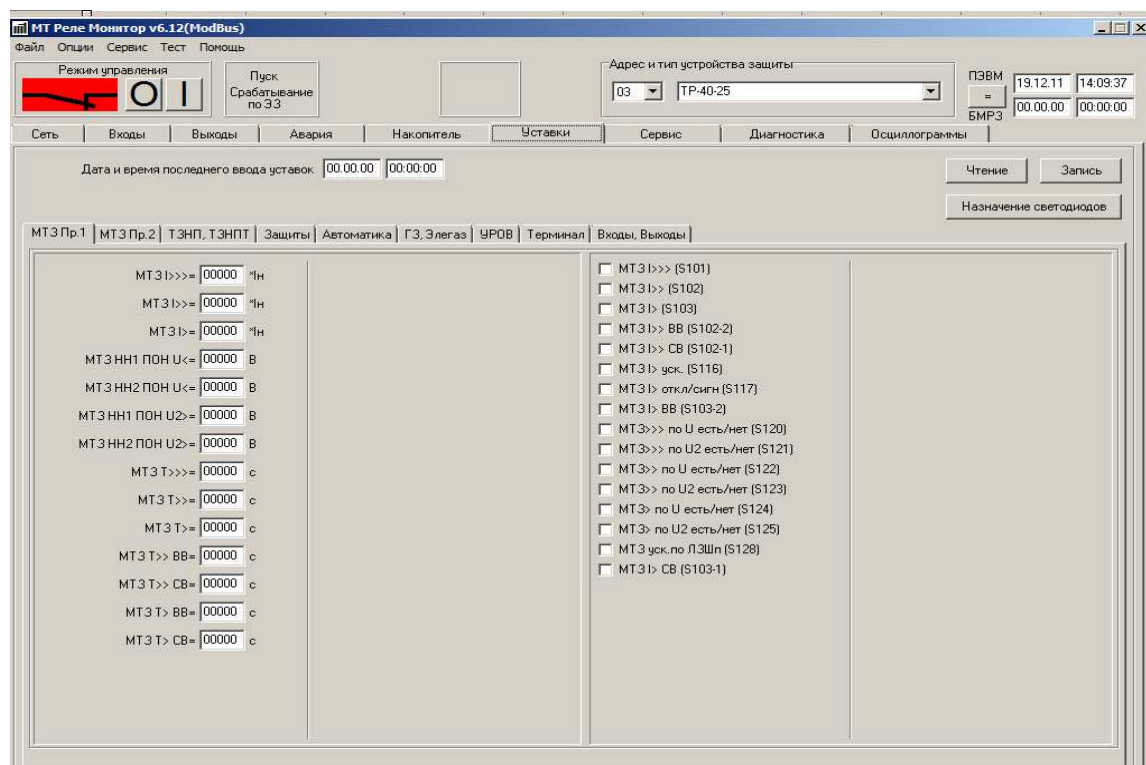 МТ Реле Монитор v6.12(ModBus)
Файл Опции Сервис Тест Помощь
Режим управления
O I
Пуск
Срабатывание
по ЗЗ
Адрес и тип устройства защиты
03 ТР-40-25
ПЭВМ 19.12.11 14:09:37
=
БМРЗ 00.00.00 00:00:00
Сеть Входы Выходы Авария Накопитель Уставки Сервис Диагностика Осциллограммы
Дата и время последнего ввода уставок 00.00.00 00:00:00
Чтение Запись
Назначение светодиодов
МТЗ Пр.1 МТЗ Пр.2 ТЗНП, ТЗНПТ Защиты Автоматика ГЗ, Элегаз УРОВ Терминал Входы, Выходы
МТЗ I>>>= 00000 *Iн
МТЗ I>>= 00000 *Iн
МТЗ I>= 00000 *Iн
МТЗ НН1 ПОН U<= 00000 В
МТЗ НН2 ПОН U<= 00000 В
МТЗ НН1 ПОН U2>= 00000 В
МТЗ НН2 ПОН U2>= 00000 В
МТЗ T>>>= 00000 с
МТЗ T>>= 00000 с
МТЗ T>= 00000 с
МТЗ T>> ВВ= 00000 с
МТЗ T>> СВ= 00000 с
МТЗ T> ВВ= 00000 с
МТЗ T> СВ= 00000 с
МТЗ I>>> (S101)
МТЗ I>> (S102)
МТЗ I> (S103)
МТЗ I>> ВВ (S102-2)
МТЗ I>> СВ (S102-1)
МТЗ I> уск. (S116)
МТЗ I> откл/сигн (S117)
МТЗ I> ВВ (S103-2)
МТЗ>>> по U есть/нет (S120)
МТЗ>>> по U2 есть/нет (S121)
МТЗ>> по U есть/нет (S122)
МТЗ>> по U2 есть/нет (S123)
МТЗ> по U есть/нет (S124)
МТЗ> по U2 есть/нет (S125)
МТЗ уск.по ЛЗШп (S128)
МТЗ I> СВ (S103-1)